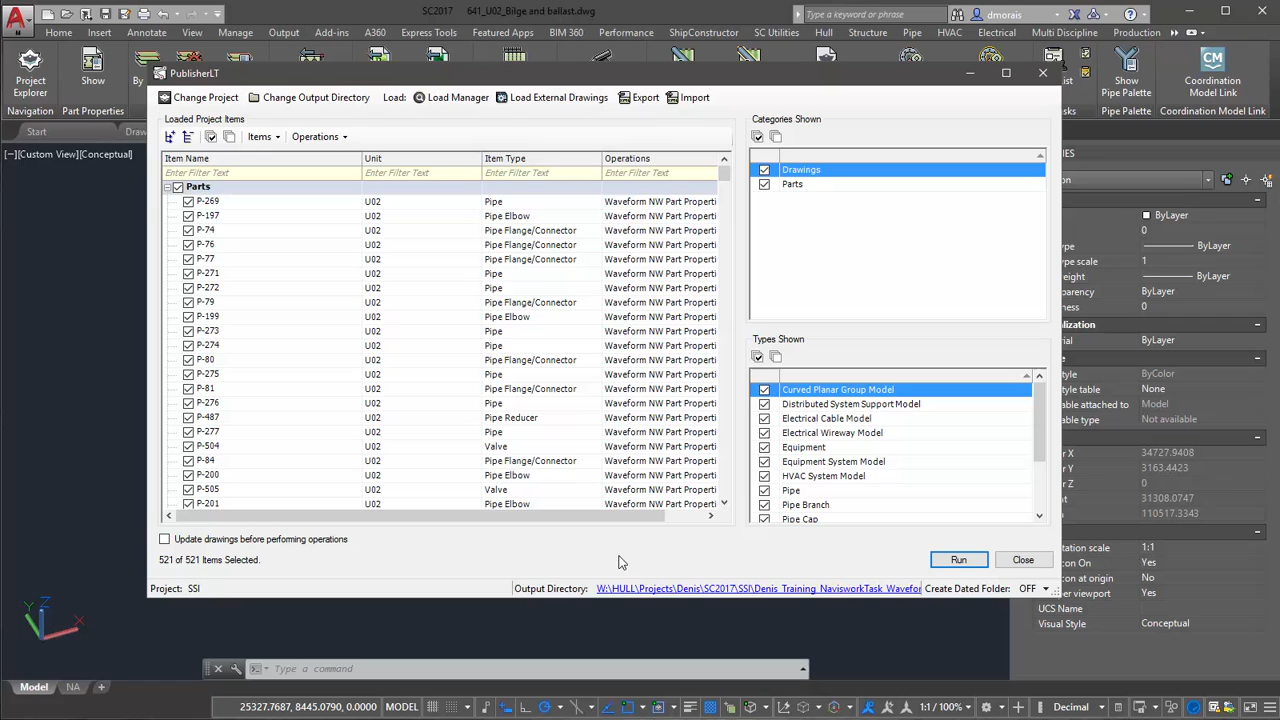 SC2017 641_U02_Bilge and ballast.dwg
Type a keyword or phrase
dmorais
Home Insert Annotate View Manage Output Add-ins A360 Express Tools Featured Apps BIM 360 Performance ShipConstructor SC Utilities Hull Structure Pipe HVAC Electrical Multi Discipline Production
Project Explorer
Show
By
Navigation
Part Properties
Show Pipe Palette
Pipe Palette
Coordination Model Link
Coordination Model Link
Start
[−][Custom View][Conceptual]
PublisherLT
Change Project Change Output Directory Load: Load Manager Load External Drawings Export Import
Loaded Project Items
Items Operations
Item Name Unit Item Type Operations
Enter Filter Text Enter Filter Text Enter Filter Text Enter Filter Text
Parts
P-269 U02 Pipe Waveform NW Part Properti
P-197 U02 Pipe Elbow Waveform NW Part Properti
P-74 U02 Pipe Flange/Connector Waveform NW Part Properti
P-76 U02 Pipe Flange/Connector Waveform NW Part Properti
P-77 U02 Pipe Flange/Connector Waveform NW Part Properti
P-271 U02 Pipe Waveform NW Part Properti
P-272 U02 Pipe Waveform NW Part Properti
P-79 U02 Pipe Flange/Connector Waveform NW Part Properti
P-199 U02 Pipe Elbow Waveform NW Part Properti
P-273 U02 Pipe Waveform NW Part Properti
P-274 U02 Pipe Waveform NW Part Properti
P-80 U02 Pipe Flange/Connector Waveform NW Part Properti
P-275 U02 Pipe Waveform NW Part Properti
P-81 U02 Pipe Flange/Connector Waveform NW Part Properti
P-276 U02 Pipe Waveform NW Part Properti
P-487 U02 Pipe Reducer Waveform NW Part Properti
P-277 U02 Pipe Waveform NW Part Properti
P-504 U02 Valve Waveform NW Part Properti
P-84 U02 Pipe Flange/Connector Waveform NW Part Properti
P-200 U02 Pipe Elbow Waveform NW Part Properti
P-505 U02 Valve Waveform NW Part Properti
P-201 U02 Pipe Elbow Waveform NW Part Properti
Categories Shown
Drawings
Parts
Types Shown
Curved Planar Group Model
Distributed System Support Model
Electrical Cable Model
Electrical Wireway Model
Equipment
Equipment System Model
HVAC System Model
Pipe
Pipe Branch
Pipe Cap
Update drawings before performing operations
521 of 521 Items Selected.
Run Close
Project: SSI
Output Directory: W:\HULL\Projects\Denis\SC2017\SSI\Denis_Training_NavisworkTask_Wavefor
Create Dated Folder: OFF
ByLayer
0
ByLayer
1
ByLayer
ByLayer
0
ByLayer
ByColor
None
Model
Not available
34727.9408
3163.4423
0
31308.0747
110517.3343
1:1
Yes
Yes
No
Yes
UCS Name
Visual Style Conceptual
Type a command
Model NA
25327.7687, 8445.0790, 0.0000 MODEL 1:1 / 100% Decimal